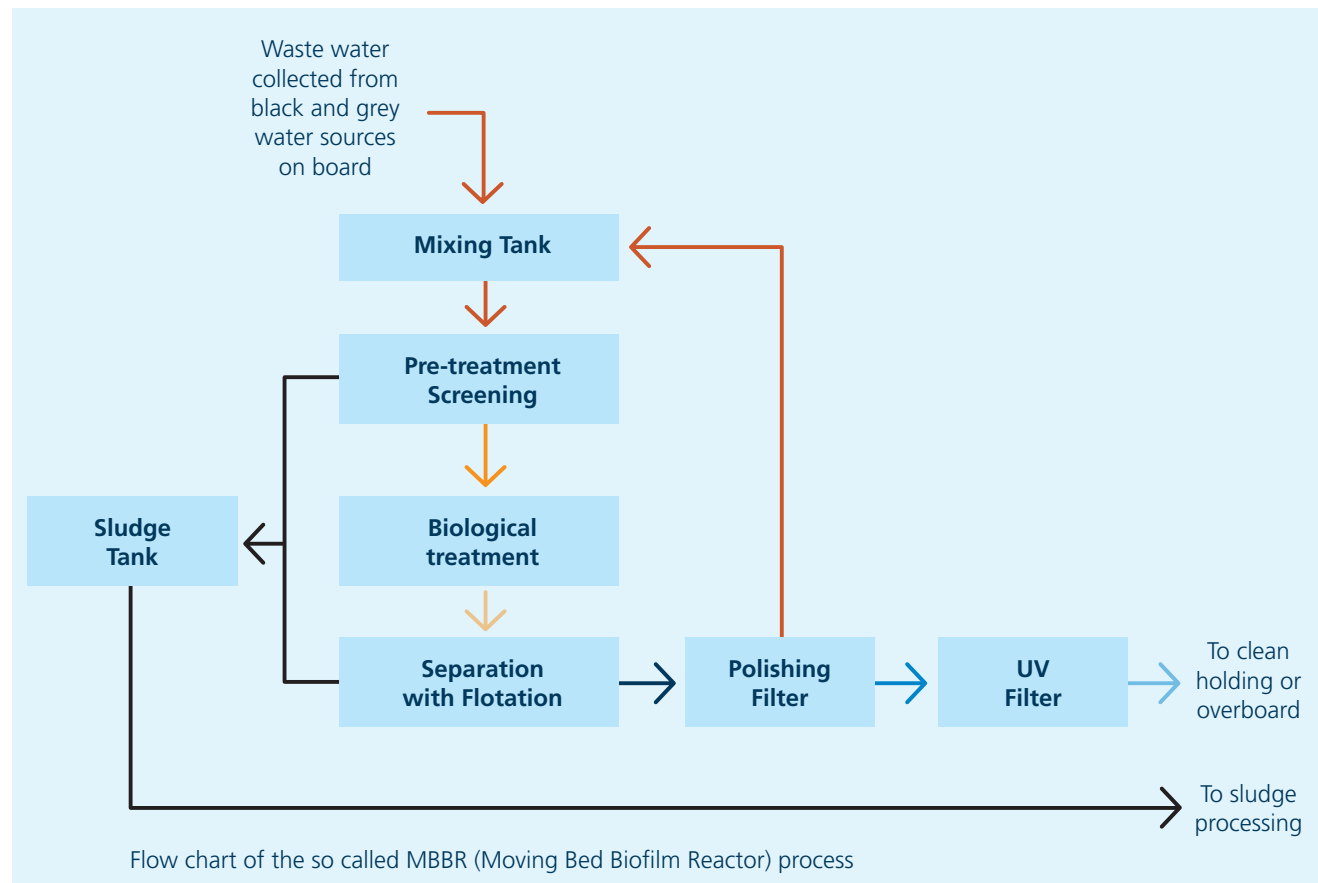 Waste water
collected from
black and grey
water sources
on board
Mixing Tank
Pre-treatment
Screening
Sludge
Tank
Biological
treatment
Separation
with Flotation
Polishing
Filter
UV
Filter
To clean
holding or
overboard
To sludge
processing
Flow chart of the so called MBBR (Moving Bed Biofilm Reactor) process